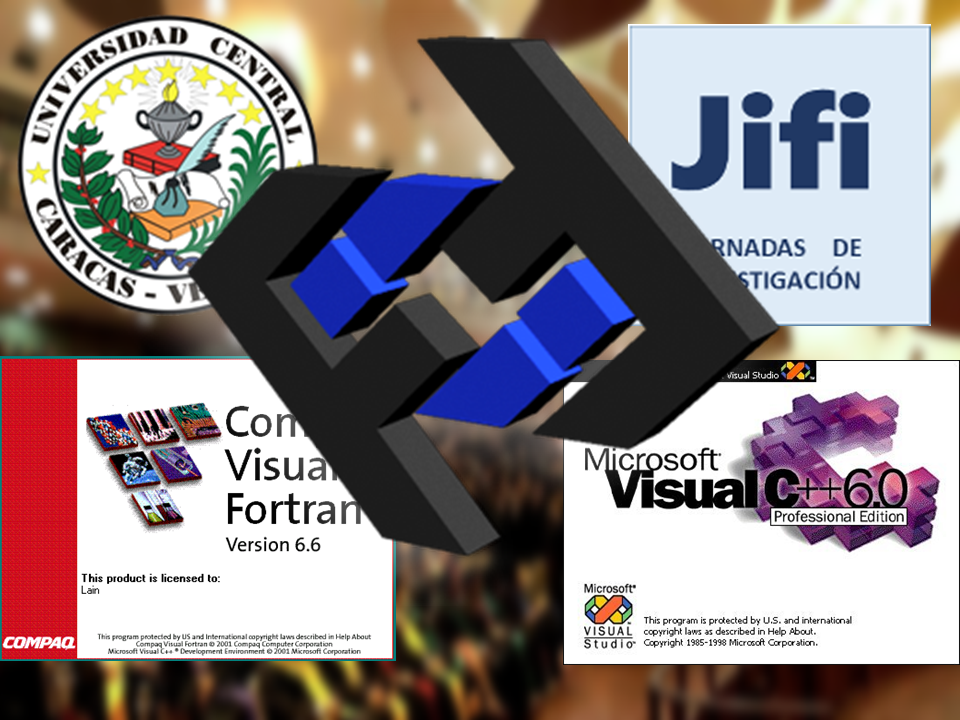 UNIVERSIDAD CENTRAL
CARACAS - VE
Jifi
RNADAS DE
STIGACIÓN
Com
Visual
Fortran
Version 6.6
This product is licensed to:
Lain
COMPAQ
This program protected by US and International copyright laws described in Help About
Compaq Visual Fortran © 2001 Compaq Computer Corporation
Microsoft Visual C++ ® Development Environment © 2001 Microsoft Corporation
Visual Studio
Microsoft
Visual C++ 6.0
Professional Edition
Microsoft®
VISUAL
Studio™
This program is protected by U.S. and international
copyright laws as described in Help About.
Copyright 1985-1998 Microsoft Corporation.